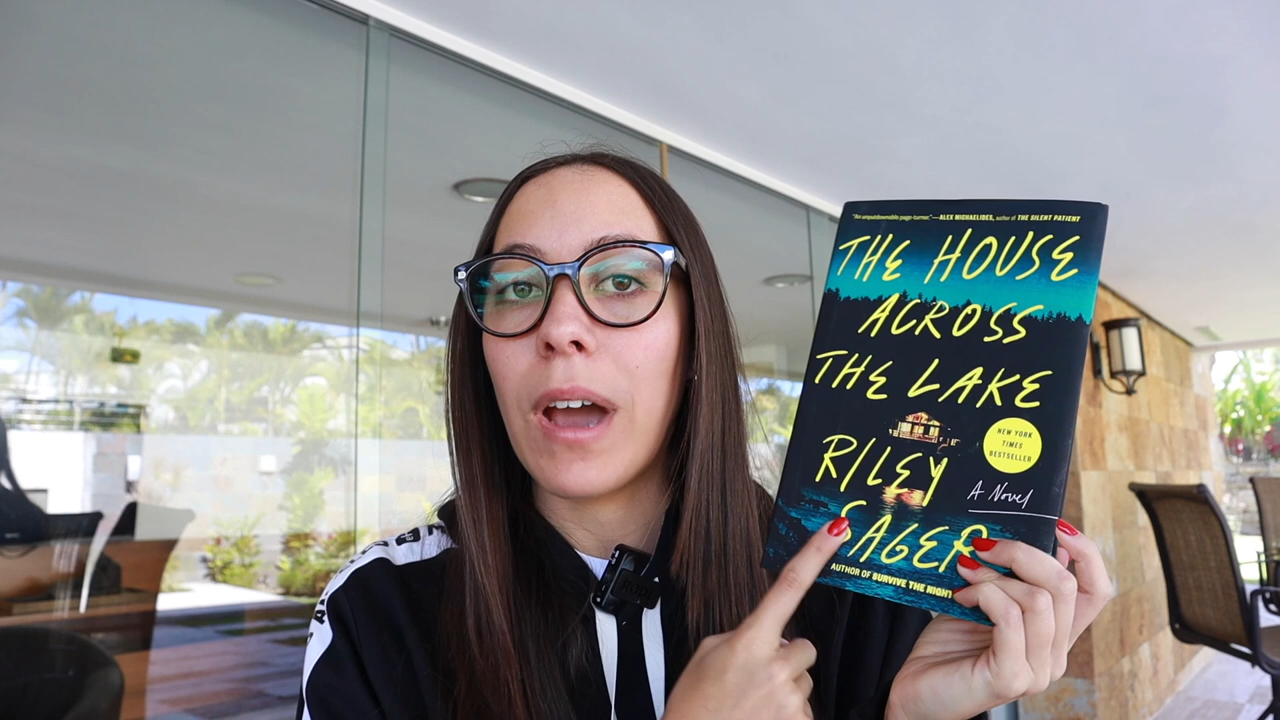 "An unputdownable page-turner."—ALEX MICHAELIDES, author of THE SILENT PATIENT
THE HOUSE
ACROSS
THE LAKE
NEW YORK
TIMES
BESTSELLER
RILEY
A Novel
SAGER
AUTHOR OF SURVIVE THE NIGHT